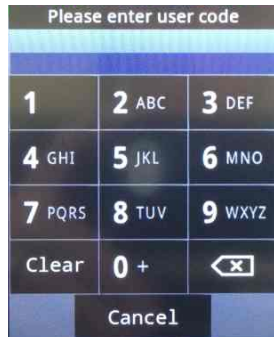 Please enter user code
1 2 ABC 3 DEF
4 GHI 5 JKL 6 MNO
7 PQRS 8 TUV 9 WXYZ
Clear 0 +
Cancel